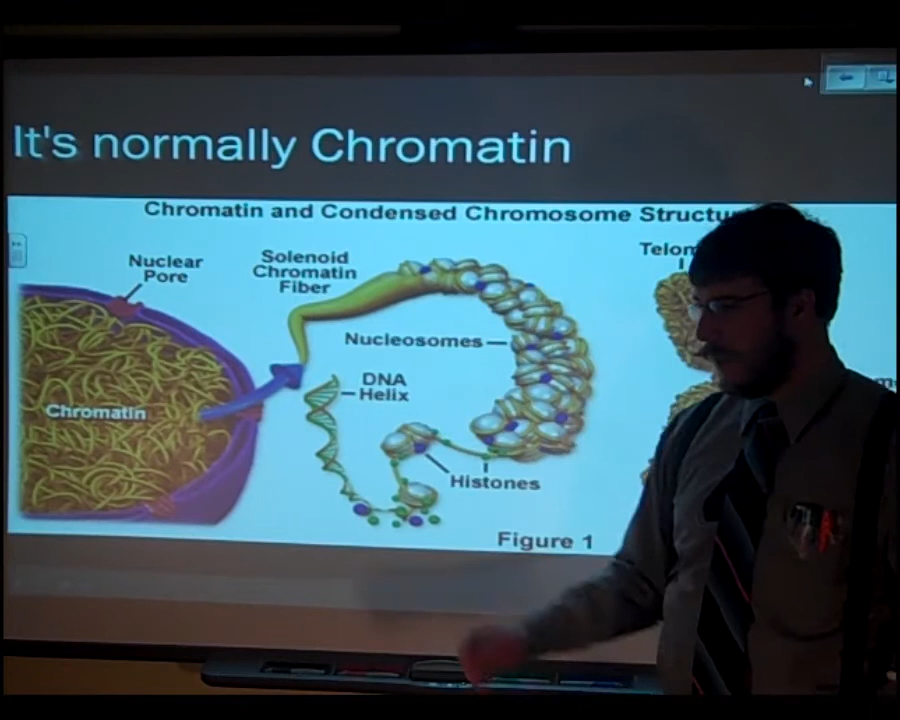 It's normally Chromatin
Chromatin and Condensed Chromosome
Nuclear
Pore
Solenoid
Chromatin
Fiber
Nucleosomes
DNA
Helix
Chromatin
Histones
Figure 1